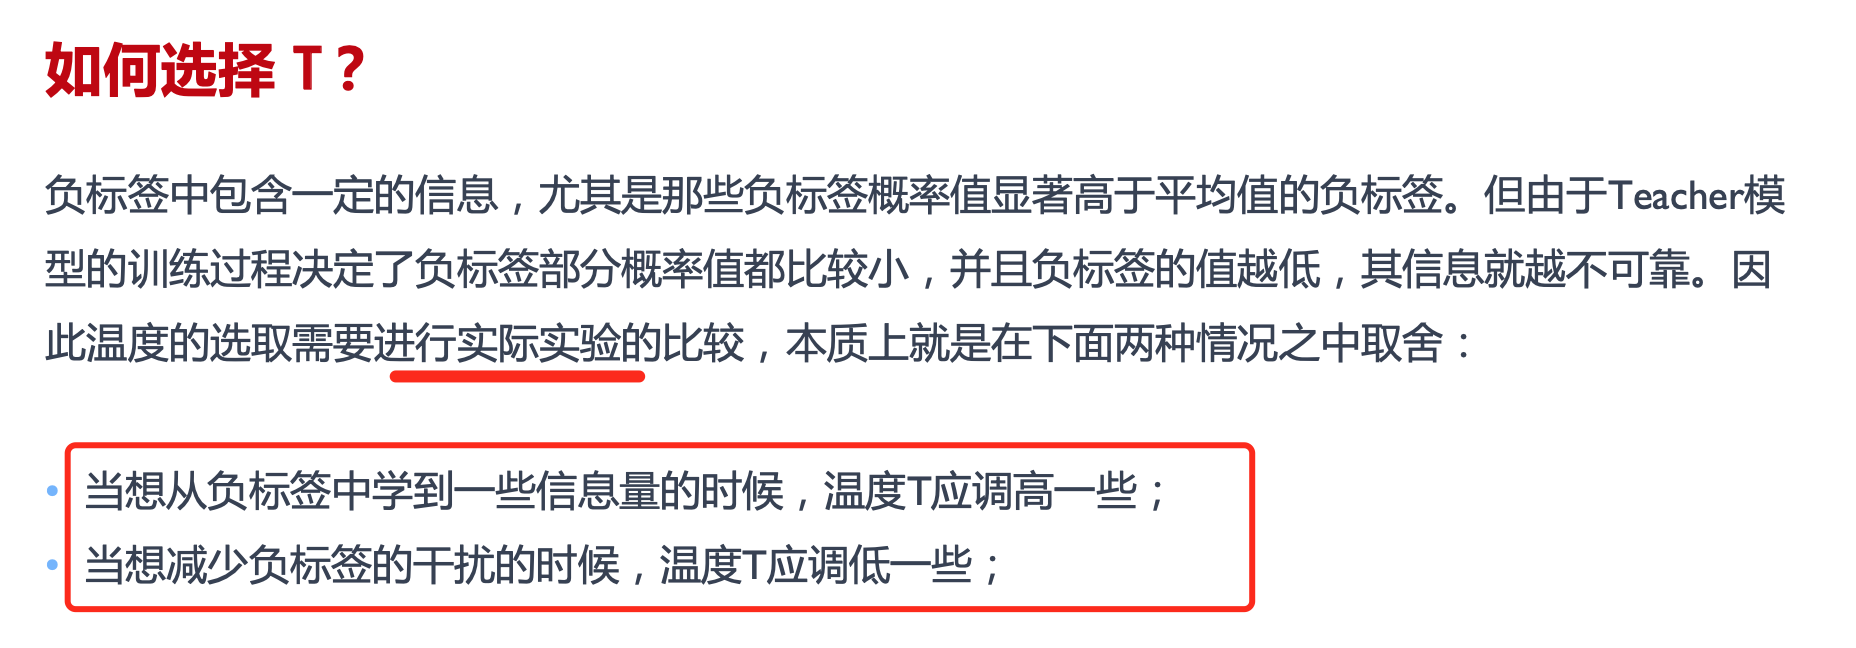 如何选择 T？
负标签中包含一定的信息，尤其是那些负标签概率值显著高于平均值的负标签。但由于Teacher模
型的训练过程决定了负标签部分概率值都比较小，并且负标签的值越低，其信息就越不可靠。因
此温度的选取需要进行实际实验的比较，本质上就是在下面两种情况之中取舍：
• 当想从负标签中学到一些信息量的时候，温度T应调高一些；
• 当想减少负标签的干扰的时候，温度T应调低一些；